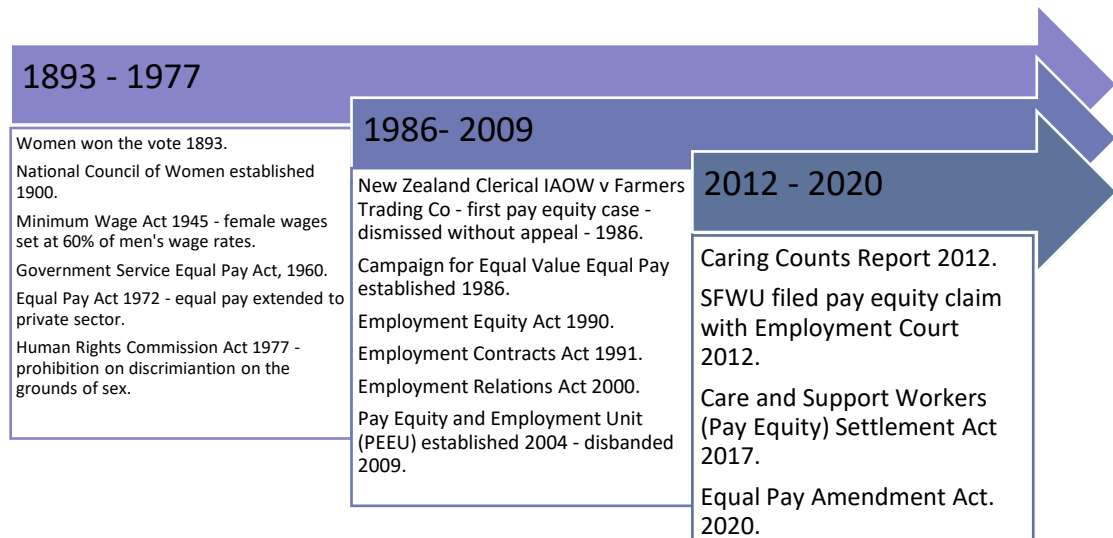 1893 - 1977
Women won the vote 1893.
National Council of Women established
1900.
Minimum Wage Act 1945 - female wages
set at 60% of men's wage rates.
Government Service Equal Pay Act, 1960.
Equal Pay Act 1972 - equal pay extended to
private sector.
Human Rights Commission Act 1977 -
prohibition on discrimiantion on the
grounds of sex.
1986- 2009
New Zealand Clerical IAOW v Farmers
Trading Co - first pay equity case -
dismissed without appeal - 1986.
Campaign for Equal Value Equal Pay
established 1986.
Employment Equity Act 1990.
Employment Contracts Act 1991.
Employment Relations Act 2000.
Pay Equity and Employment Unit
(PEEU) established 2004 - disbanded
2009.
2012 - 2020
Caring Counts Report 2012.
SFWU filed pay equity claim
with Employment Court
2012.
Care and Support Workers
(Pay Equity) Settlement Act
2017.
Equal Pay Amendment Act.
2020.